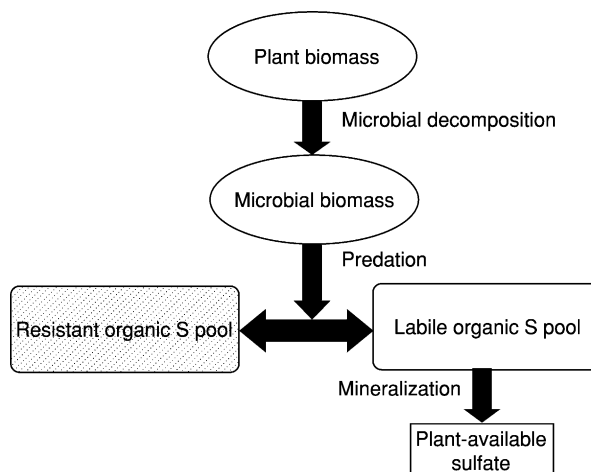 Plant biomass
Microbial decomposition
Microbial biomass
Predation
Resistant organic S pool
Labile organic S pool
Mineralization
Plant-available
sulfate